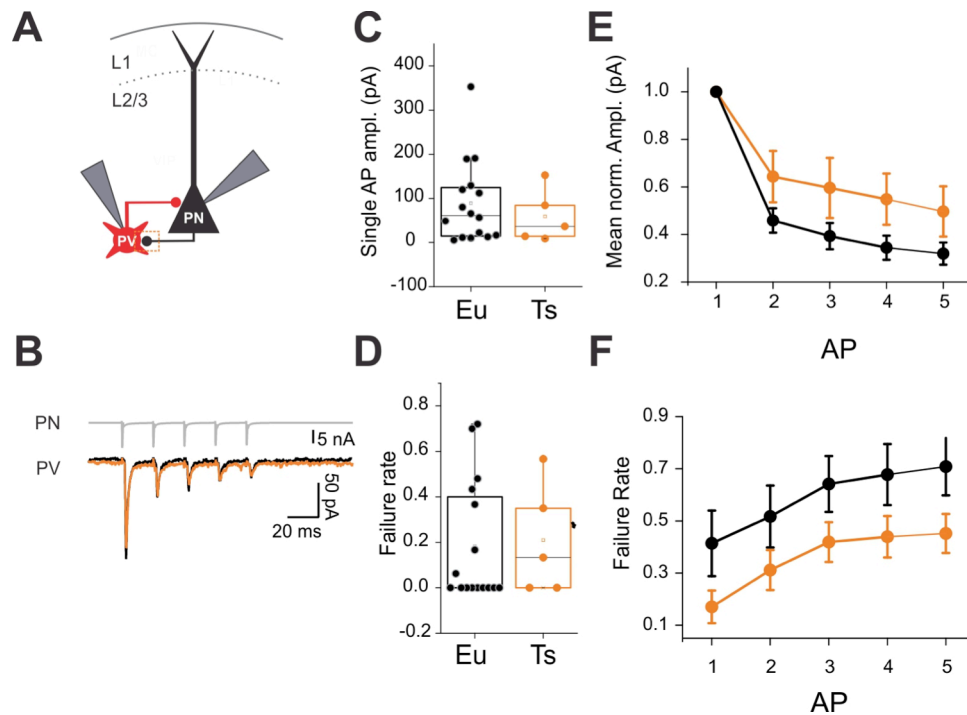 A
L1
L2/3
PN
PV
B
PN
PV
5 nA
50 pA
20 ms
C
Single AP ampl. (pA)
400
300
200
100
0
-100
Eu
Ts
D
Failure rate
0.8
0.6
0.4
0.2
0.0
-0.2
Eu
Ts
E
Mean norm. Ampl. (pA)
1.0
0.8
0.6
0.4
0.2
1 2 3 4 5
AP
F
Failure Rate
0.9
0.7
0.5
0.3
0.1
1 2 3 4 5
AP